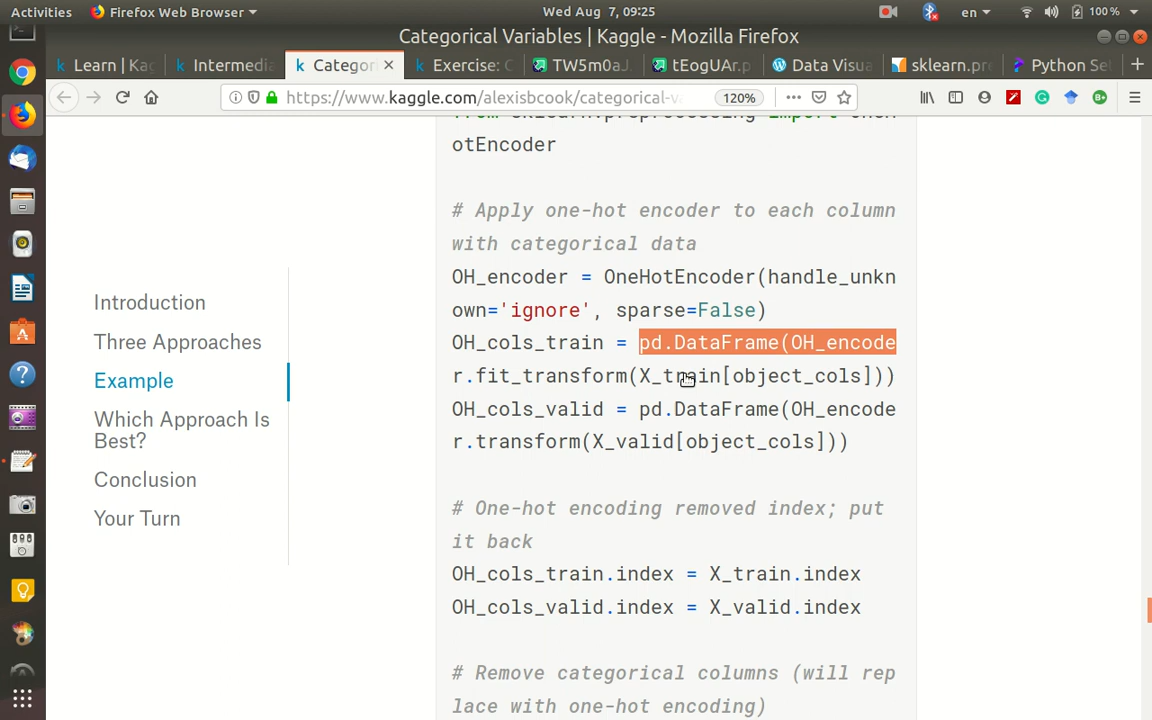 Activities Firefox Web Browser Wed Aug 7, 09:25 en 100 %
Categorical Variables | Kaggle - Mozilla Firefox
Learn | Kag Intermedia Categori Exercise: C TW5m0aJ tEogUAr.p Data Visua sklearn.pre Python Se
https://www.kaggle.com/alexisbcook/categorical-va 120%
otEncoder
# Apply one-hot encoder to each column
with categorical data
OH_encoder = OneHotEncoder(handle_unkn
own='ignore', sparse=False)
OH_cols_train = pd.DataFrame(OH_encode
r.fit_transform(X_train[object_cols]))
OH_cols_valid = pd.DataFrame(OH_encode
r.transform(X_valid[object_cols]))
# One-hot encoding removed index; put
it back
OH_cols_train.index = X_train.index
OH_cols_valid.index = X_valid.index
# Remove categorical columns (will rep
lace with one-hot encoding)
Introduction
Three Approaches
Example
Which Approach Is
Best?
Conclusion
Your Turn